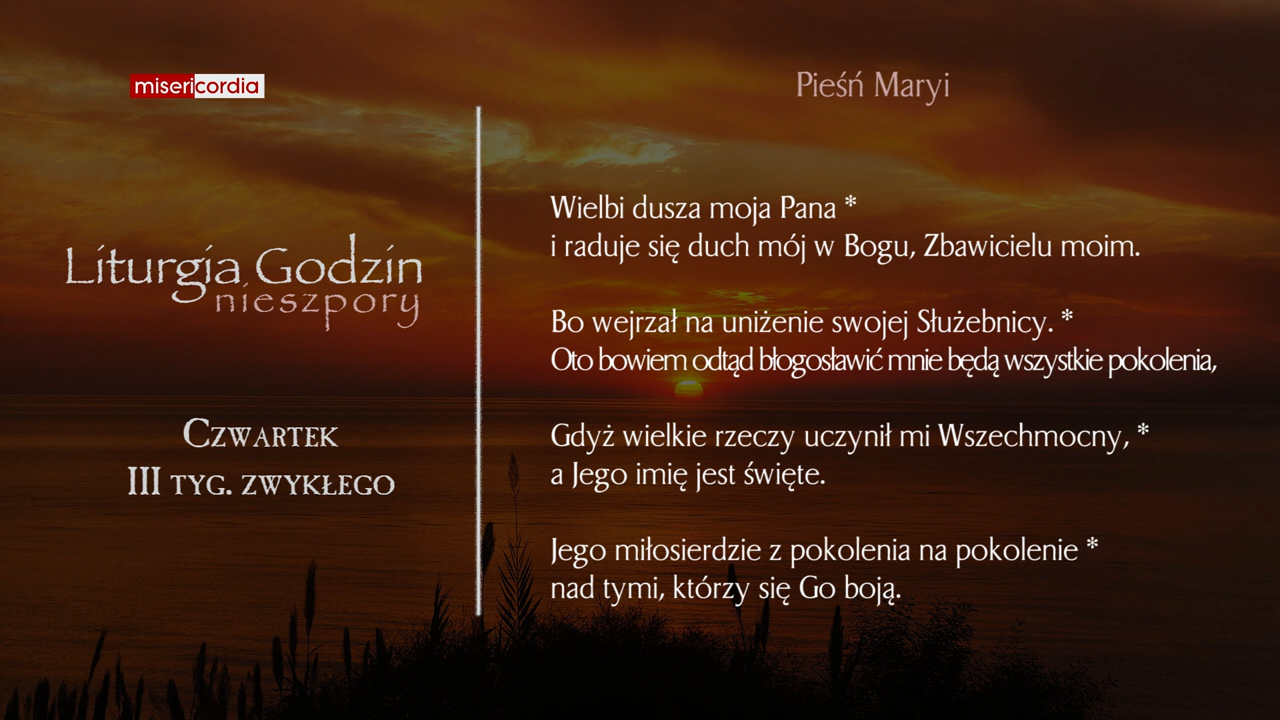 misericordia
Liturgia Godzin
nieszpory
Czwartek
III tyg. zwykłego
Pieśń Maryi
Wielbi dusza moja Pana *
i raduje się duch mój w Bogu, Zbawicielu moim.
Bo wejrzał na uniżenie swojej Służebnicy. *
Oto bowiem odtąd błogosławić mnie będą wszystkie pokolenia,
Gdyż wielkie rzeczy uczynił mi Wszechmocny, *
a Jego imię jest święte.
Jego miłosierdzie z pokolenia na pokolenie *
nad tymi, którzy się Go boją.